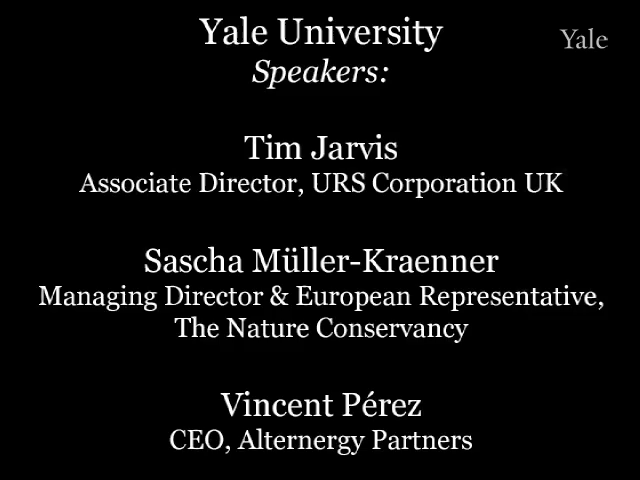 Yale University
Yale
Speakers:
Tim Jarvis
Associate Director, URS Corporation UK
Sascha Müller-Kraenner
Managing Director & European Representative,
The Nature Conservancy
Vincent Pérez
CEO, Alternergy Partners